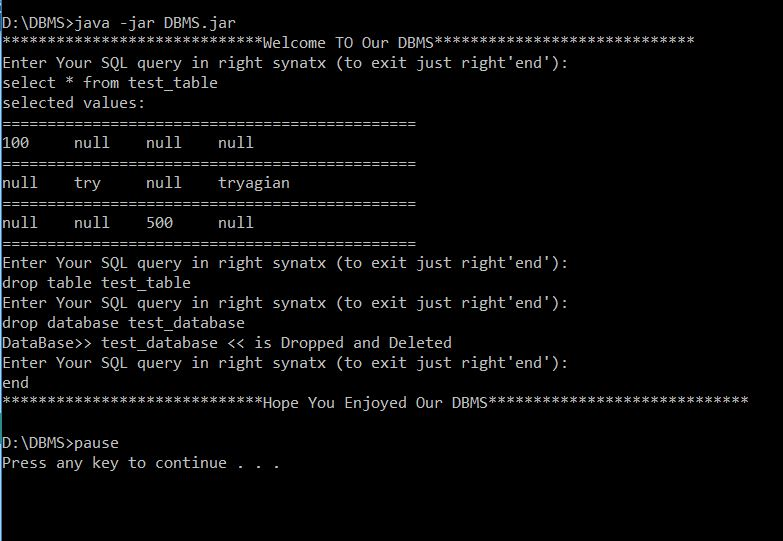 D:\DBMS>java -jar DBMS.jar
*****************************Welcome TO Our DBMS*****************************
Enter Your SQL query in right synatx (to exit just right'end'):
select * from test_table
selected values:
==============================================
100     null    null    null
==============================================
null    try     null    tryagian
==============================================
null    null    500     null
==============================================
Enter Your SQL query in right synatx (to exit just right'end'):
drop table test_table
Enter Your SQL query in right synatx (to exit just right'end'):
drop database test_database
DataBase>> test_database << is Dropped and Deleted
Enter Your SQL query in right synatx (to exit just right'end'):
end
*****************************Hope You Enjoyed Our DBMS*****************************
D:\DBMS>pause
Press any key to continue . . .